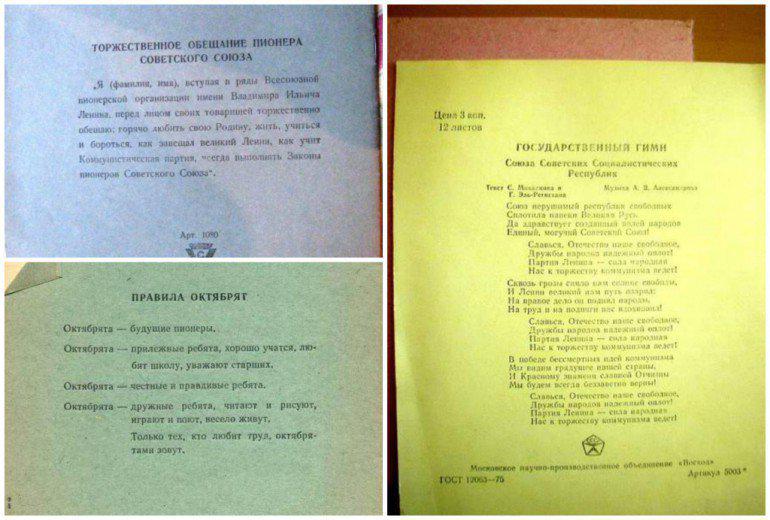 ТОРЖЕСТВЕННОЕ ОБЕЩАНИЕ ПИОНЕРА
СОВЕТСКОГО СОЮЗА
„Я (фамилия, имя), вступая в ряды Всесоюзной
пионерской организации имени Владимира Ильича
Ленина, перед лицом своих товарищей торжественно
обещаю: горячо любить свою Родину, жить, учиться
и бороться, как завещал великий Ленин, как учит
Коммунистическая партия, всегда выполнять Законы
пионеров Советского Союза".
Арт. 1080
С
ПРАВИЛА ОКТЯБРЯТ
Октябрята — будущие пионеры.
Октябрята — прилежные ребята, хорошо учатся, лю-
бят школу, уважают старших.
Октябрята — честные и правдивые ребята.
Октябрята — дружные ребята, читают и рисуют,
играют и поют, весело живут.
Только тех, кто любит труд, октября-
тами зовут.
Цена 3 коп.
12 листов
ГОСУДАРСТВЕННЫЙ ГИМН
Союза Советских Социалистических
Республик
Текст С. Михалкова и Музыка А. В. Александрова
Г. Эль-Регистана
Союз нерушимый республик свободных
Сплотила навеки Великая Русь.
Да здравствует созданный волей народов
Единый, могучий Советский Союз!
Славься, Отечество наше свободное,
Дружбы народов надежный оплот!
Партия Ленина — сила народная
Нас к торжеству коммунизма ведет!
Сквозь грозы сияло нам солнце свободы,
И Ленин великий нам путь озарил:
На правое дело он поднял народы,
На труд и на подвиги нас вдохновил!
Славься, Отечество наше свободное,
Дружбы народов надежный оплот!
Партия Ленина — сила народная
Нас к торжеству коммунизма ведет!
В победе бессмертных идей коммунизма
Мы видим грядущее нашей страны,
И Красному знамени славной Отчизны
Мы будем всегда беззаветно верны!
Славься, Отечество наше свободное,
Дружбы народов надежный оплот!
Партия Ленина — сила народная
Нас к торжеству коммунизма ведет!
Московское научно-производственное объединение «Восход»
ГОСТ 12063—75 Артикул 5003*